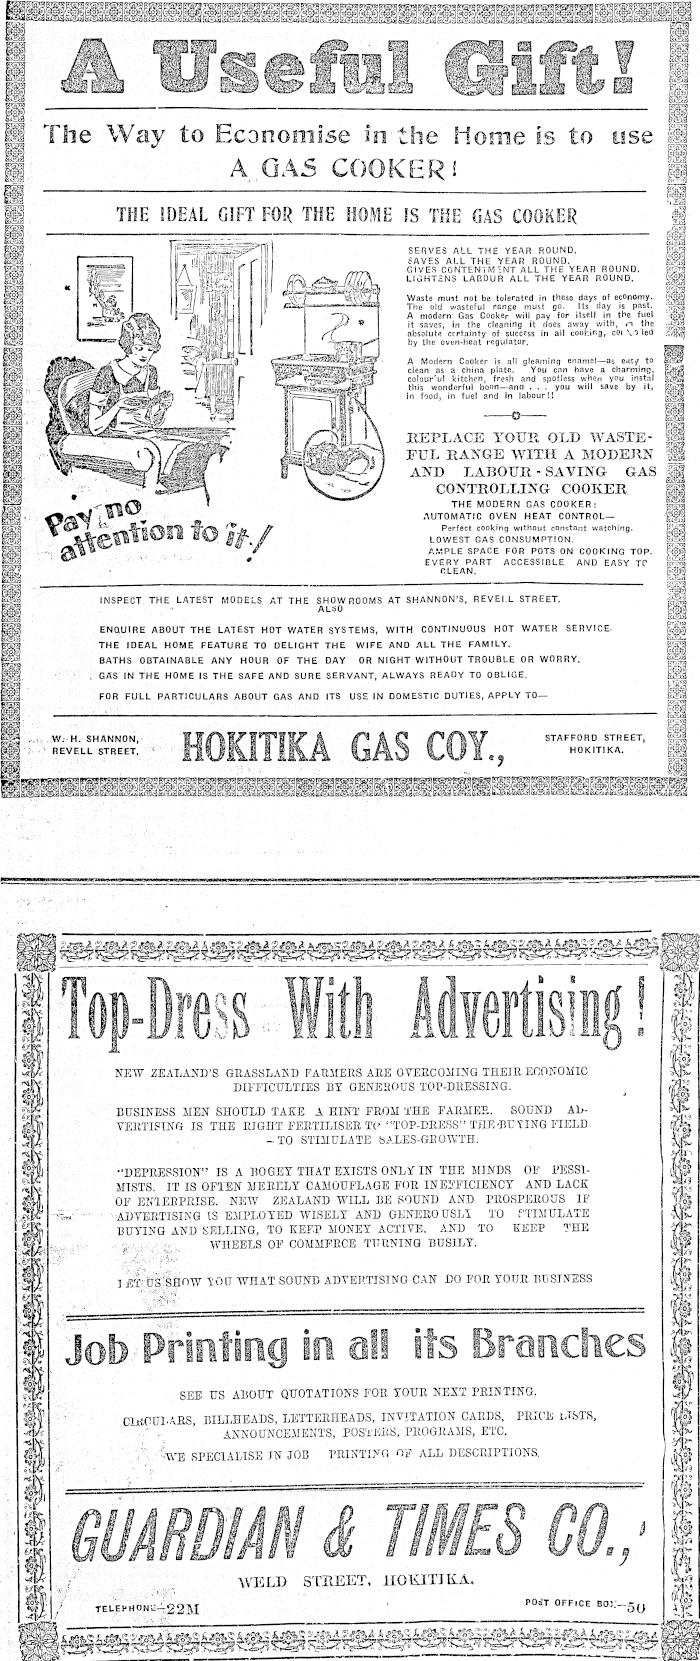 A Useful Gift!
The Way to Economise in the Home is to use
A GAS COOKER!
THE IDEAL GIFT FOR THE HOME IS THE GAS COOKER
SERVES ALL THE YEAR ROUND.
SAVES ALL THE YEAR ROUND.
GIVES CONTENTMENT ALL THE YEAR ROUND.
LIGHTENS LABOUR ALL THE YEAR ROUND.
Waste must not be tolerated in these days of economy.
The old wasteful range must go. Its day is past.
A modern Gas Cooker will pay for itself in the fuel
it saves, in the cleaning it does away with, in the
absolute certainty of success in all cooking, controlled
by the oven-heat regulator.
A Modern Cooker is all gleaming enamel—as easy to
clean as a china plate. You can have a charming,
colourful kitchen, fresh and spotless when you instal
this wonderful boon—and . . . you will save by it,
in food, in fuel and in labour!!
REPLACE YOUR OLD WASTE-
FUL RANGE WITH A MODERN
AND LABOUR-SAVING GAS
CONTROLLING COOKER
THE MODERN GAS COOKER:
AUTOMATIC OVEN HEAT CONTROL—
Perfect cooking without constant watching.
LOWEST GAS CONSUMPTION.
AMPLE SPACE FOR POTS ON COOKING TOP.
EVERY PART ACCESSIBLE AND EASY TO
CLEAN.
Pay no
attention to it!
INSPECT THE LATEST MODELS AT THE SHOWROOMS AT SHANNON'S, REVELL STREET.
ALSO
ENQUIRE ABOUT THE LATEST HOT WATER SYSTEMS, WITH CONTINUOUS HOT WATER SERVICE.
THE IDEAL HOME FEATURE TO DELIGHT THE WIFE AND ALL THE FAMILY.
BATHS OBTAINABLE ANY HOUR OF THE DAY OR NIGHT WITHOUT TROUBLE OR WORRY.
GAS IN THE HOME IS THE SAFE AND SURE SERVANT, ALWAYS READY TO OBLIGE.
FOR FULL PARTICULARS ABOUT GAS AND ITS USE IN DOMESTIC DUTIES, APPLY TO—
W. H. SHANNON,
REVELL STREET.
HOKITIKA GAS COY.,
STAFFORD STREET,
HOKITIKA.
Top-Dress With Advertising!
NEW ZEALAND'S GRASSLAND FARMERS ARE OVERCOMING THEIR ECONOMIC
DIFFICULTIES BY GENEROUS TOP-DRESSING.
BUSINESS MEN SHOULD TAKE A HINT FROM THE FARMER. SOUND AD-
VERTISING IS THE RIGHT FERTILISER TO "TOP-DRESS" THE BUYING FIELD
– TO STIMULATE SALES-GROWTH.
"DEPRESSION" IS A BOGEY THAT EXISTS ONLY IN THE MINDS OF PESSI-
MISTS. IT IS OFTEN MERELY CAMOUFLAGE FOR INEFFICIENCY AND LACK
OF ENTERPRISE. NEW ZEALAND WILL BE SOUND AND PROSPEROUS IF
ADVERTISING IS EMPLOYED WISELY AND GENEROUSLY TO STIMULATE
BUYING AND SELLING, TO KEEP MONEY ACTIVE, AND TO KEEP THE
WHEELS OF COMMERCE TURNING BUSILY.
LET US SHOW YOU WHAT SOUND ADVERTISING CAN DO FOR YOUR BUSINESS
Job Printing in all its Branches
SEE US ABOUT QUOTATIONS FOR YOUR NEXT PRINTING.
CIRCULARS, BILLHEADS, LETTERHEADS, INVITATION CARDS, PRICE LISTS,
ANNOUNCEMENTS, POSTERS, PROGRAMS, ETC.
WE SPECIALISE IN JOB PRINTING OF ALL DESCRIPTIONS.
GUARDIAN & TIMES CO.,
WELD STREET, HOKITIKA.
TELEPHONE—22M
POST OFFICE BOX—50